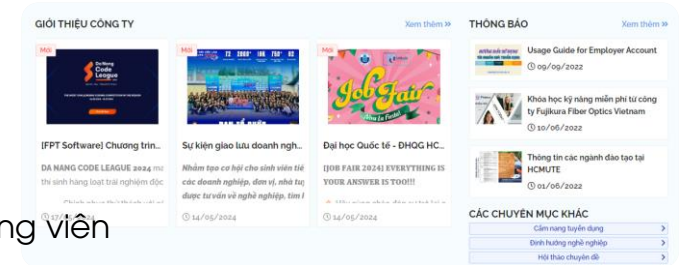 GIỚI THIỆU CÔNG TY
Xem thêm »
Mới
Da Nang
Code
League
[FPT Software] Chương trìn...
DA NANG CODE LEAGUE 2024
thí sinh hàng loạt trải nghiệm độc
17/05/2024
Mới
Sự kiện giao lưu doanh ngh...
Nhằm tạo cơ hội cho sinh viên tiế
các doanh nghiệp, đơn vị, nhà tuy
được tư vấn về nghề nghiệp, tìm
14/05/2024
Mới
Job Fair
Đại học Quốc tế - ĐHQG HC...
[JOB FAIR 2024] EVERYTHING IS
YOUR ANSWER IS TOO!!!
14/05/2024
ng viên
THÔNG BÁO
Xem thêm »
Usage Guide for Employer Account
09/09/2022
Khóa học kỹ năng miễn phí từ công
ty Fujikura Fiber Optics Vietnam
10/06/2022
Thông tin các ngành đào tạo tại
HCMUTE
01/06/2022
CÁC CHUYÊN MỤC KHÁC
Cẩm nang tuyển dụng
Định hướng nghề nghiệp
Hội thảo chuyên đề